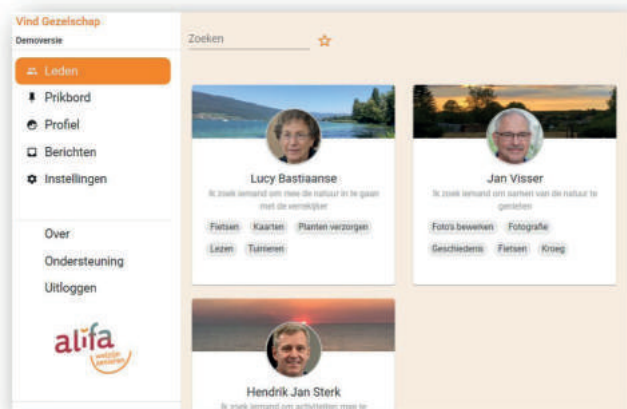 Vind Gezelschap
Demoversie
Zoeken
Leden
Prikbord
Profiel
Berichten
Instellingen
Over
Ondersteuning
Uitloggen
alifa
welzijn
senioren
Lucy Bastiaanse
Ik zoek iemand om mee de natuur in te gaan
met de verrekijker
Fietsen Kaarten Planten verzorgen
Lezen Tuinieren
Jan Visser
Ik zoek iemand om samen van de natuur te
genieten
Foto's bewerken Fotografie
Geschiedenis Fietsen Kroeg
Hendrik Jan Sterk
Ik zoek iemand om activiteiten mee te